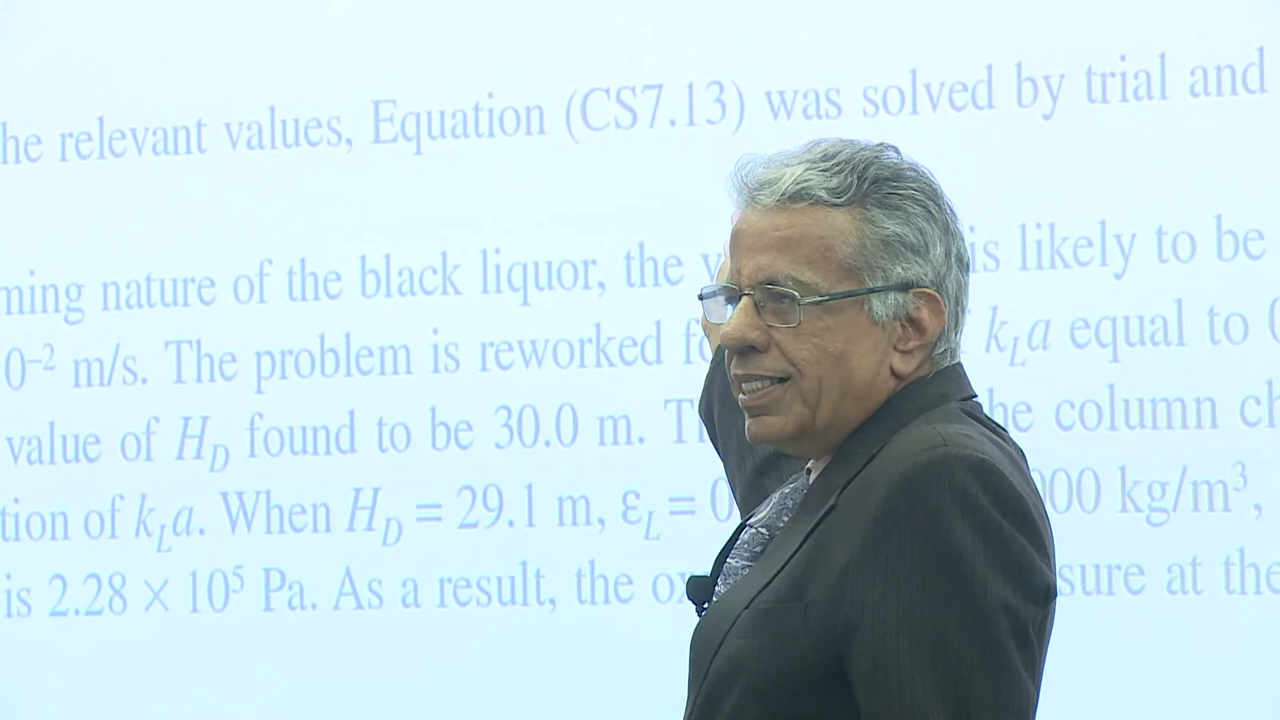 he relevant values, Equation (CS7.13) was solved by trial and
ming nature of the black liquor, the v is likely to be
0⁻² m/s. The problem is reworked fo k_La equal to 0
value of H_D found to be 30.0 m. Th he column ch
tion of k_La. When H_D = 29.1 m, ε_L = 0 000 kg/m³,
is 2.28 × 10⁵ Pa. As a result, the ox sure at the